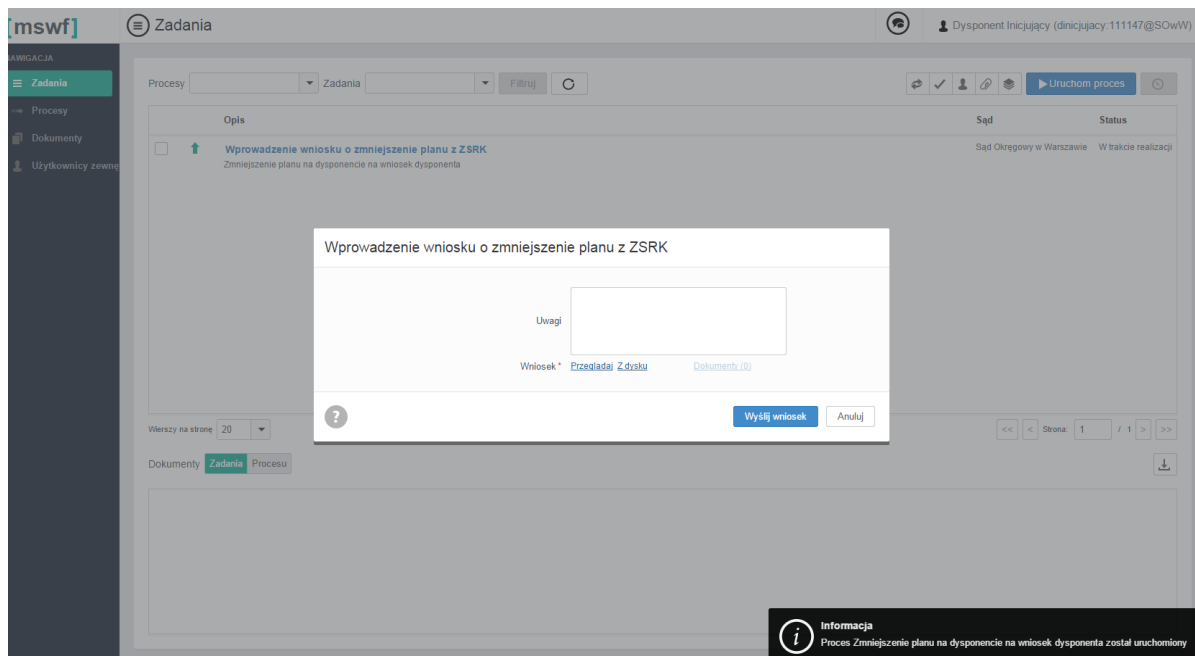 [mswf]
Zadania
Dysponent Inicjujący (dinicjujacy:111147@SOwW)
NAWIGACJA
Zadania
Procesy
Dokumenty
Użytkownicy zewnę
Procesy
Zadania
Filtruj
Uruchom proces
Opis
Sąd
Status
Wprowadzenie wniosku o zmniejszenie planu z ZSRK
Sąd Okręgowy w Warszawie
W trakcie realizacji
Zmniejszenie planu na dysponencie na wniosek dysponenta
Wprowadzenie wniosku o zmniejszenie planu z ZSRK
Uwagi
Wniosek * Przeglądaj Z dysku Dokumenty (0)
?
Wyślij wniosek
Anuluj
Wierszy na stronę 20
<< < Strona: 1 / 1 > >>
Dokumenty Zadania Procesu
Informacja
Proces Zmniejszenie planu na dysponencie na wniosek dysponenta został uruchomiony